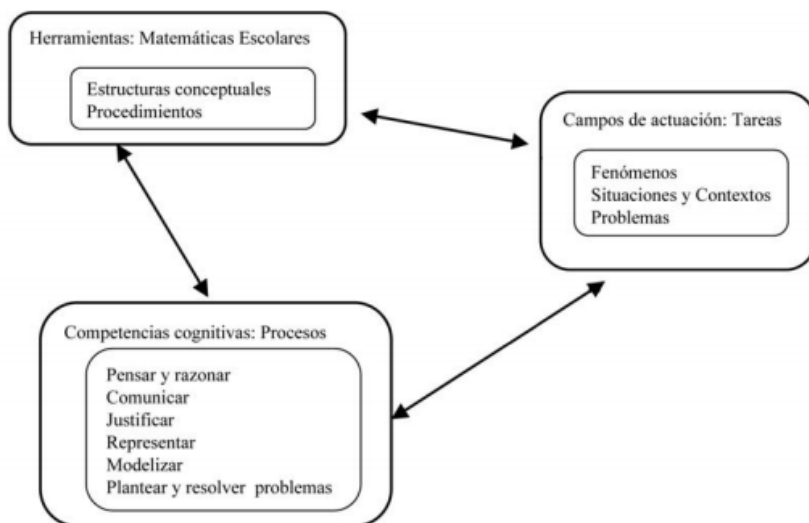 Herramientas: Matemáticas Escolares
Estructuras conceptuales
Procedimientos
Campos de actuación: Tareas
Fenómenos
Situaciones y Contextos
Problemas
Competencias cognitivas: Procesos
Pensar y razonar
Comunicar
Justificar
Representar
Modelizar
Plantear y resolver problemas